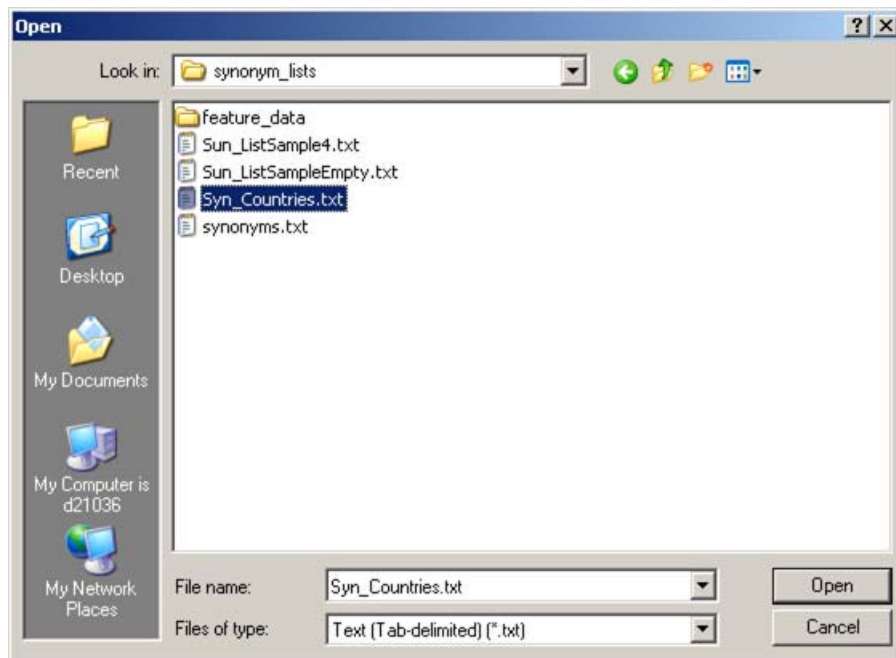 Open
Look in: synonym_lists
feature_data
Sun_ListSample4.txt
Sun_ListSampleEmpty.txt
Syn_Countries.txt
synonyms.txt
Recent
Desktop
My Documents
My Computer is
d21036
My Network
Places
File name: Syn_Countries.txt Open
Files of type: Text (Tab-delimited) (*.txt) Cancel